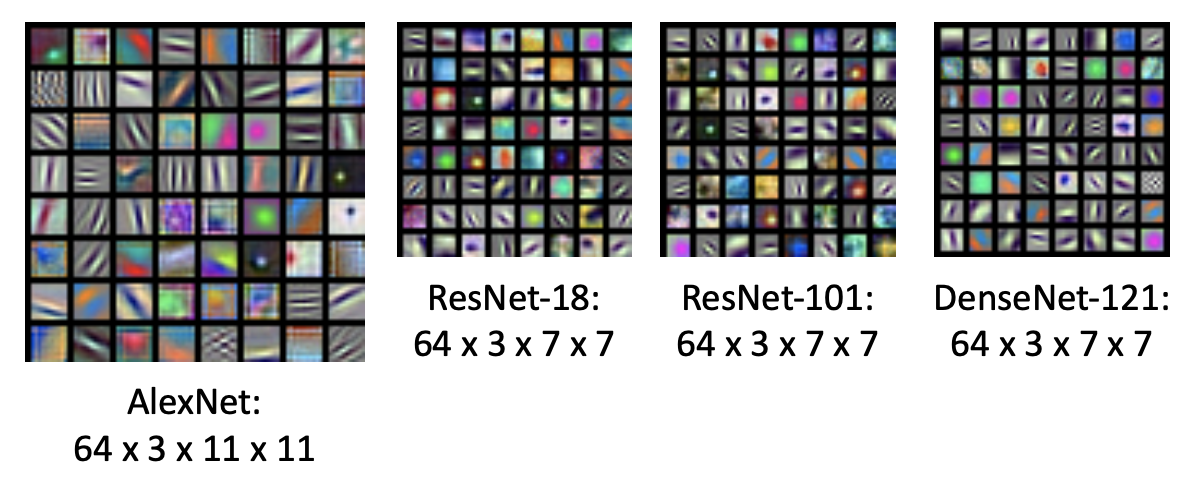 ResNet-18:
64 x 3 x 7 x 7
ResNet-101:
64 x 3 x 7 x 7
DenseNet-121:
64 x 3 x 7 x 7
AlexNet:
64 x 3 x 11 x 11